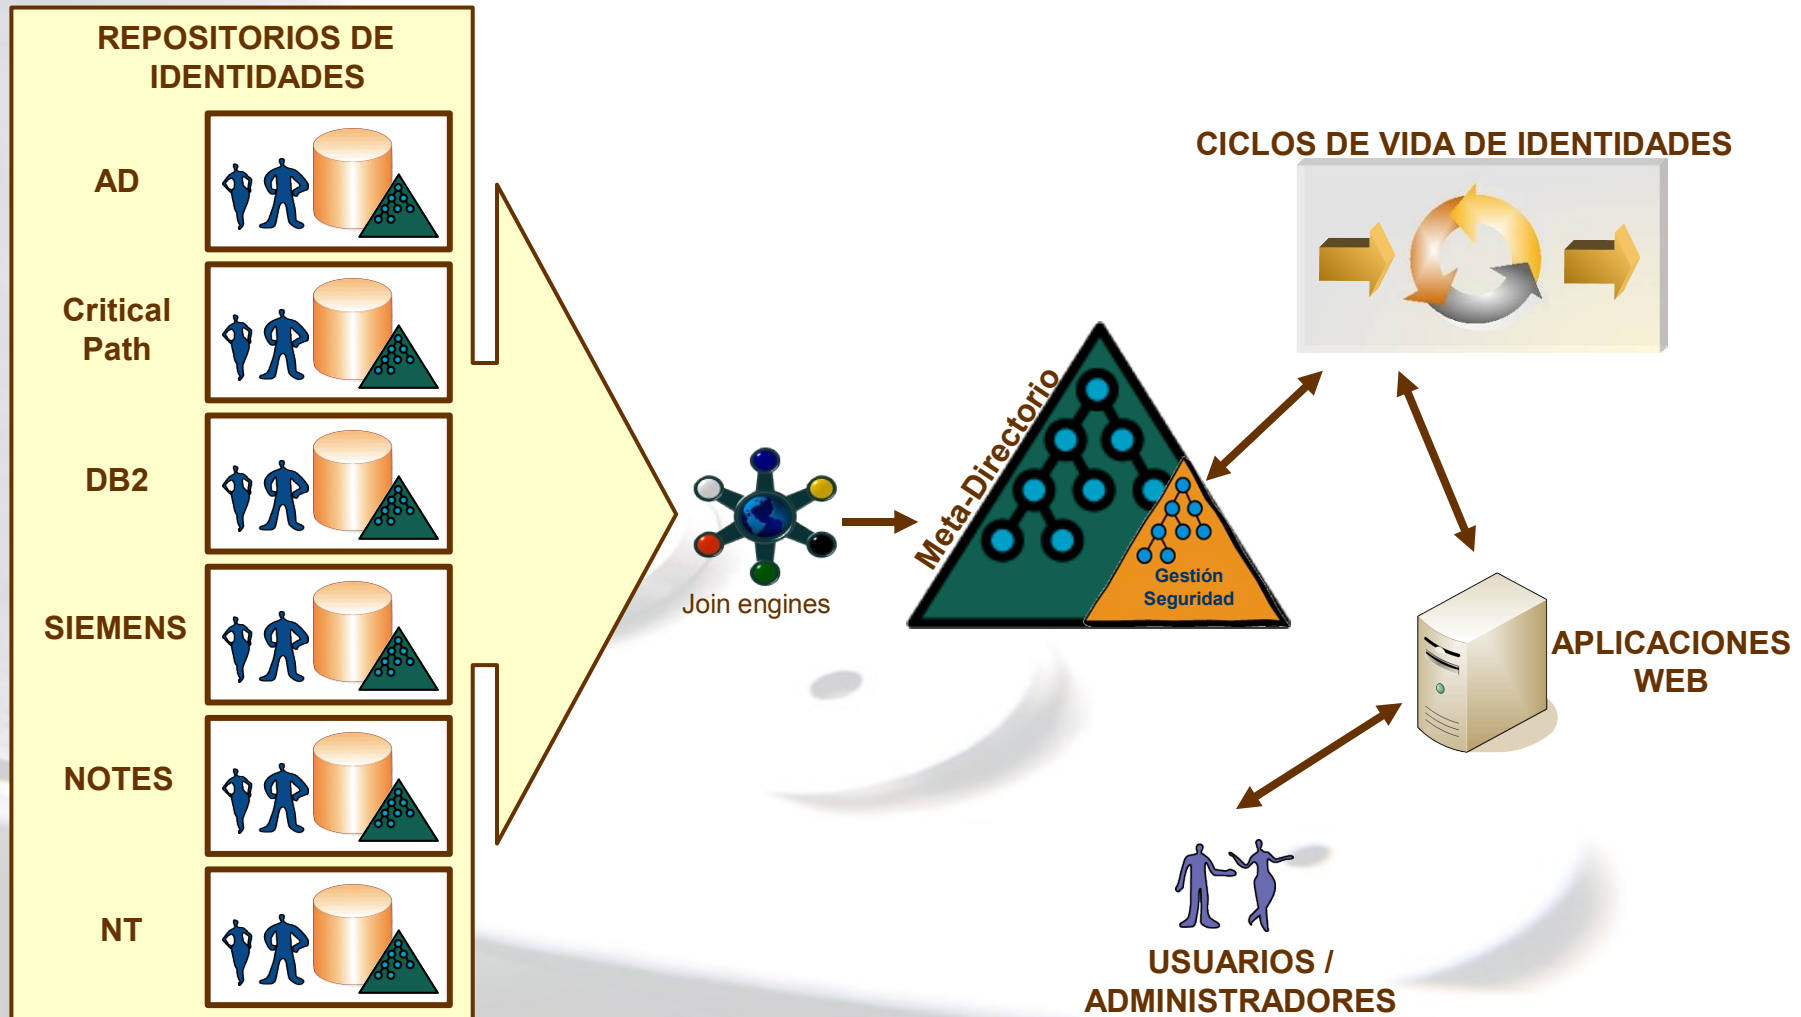 REPOSITORIOS DE
IDENTIDADES
AD
Critical
Path
DB2
SIEMENS
NOTES
NT
Join engines
Meta-Directorio
Gestión
Seguridad
CICLOS DE VIDA DE IDENTIDADES
APLICACIONES
WEB
USUARIOS /
ADMINISTRADORES